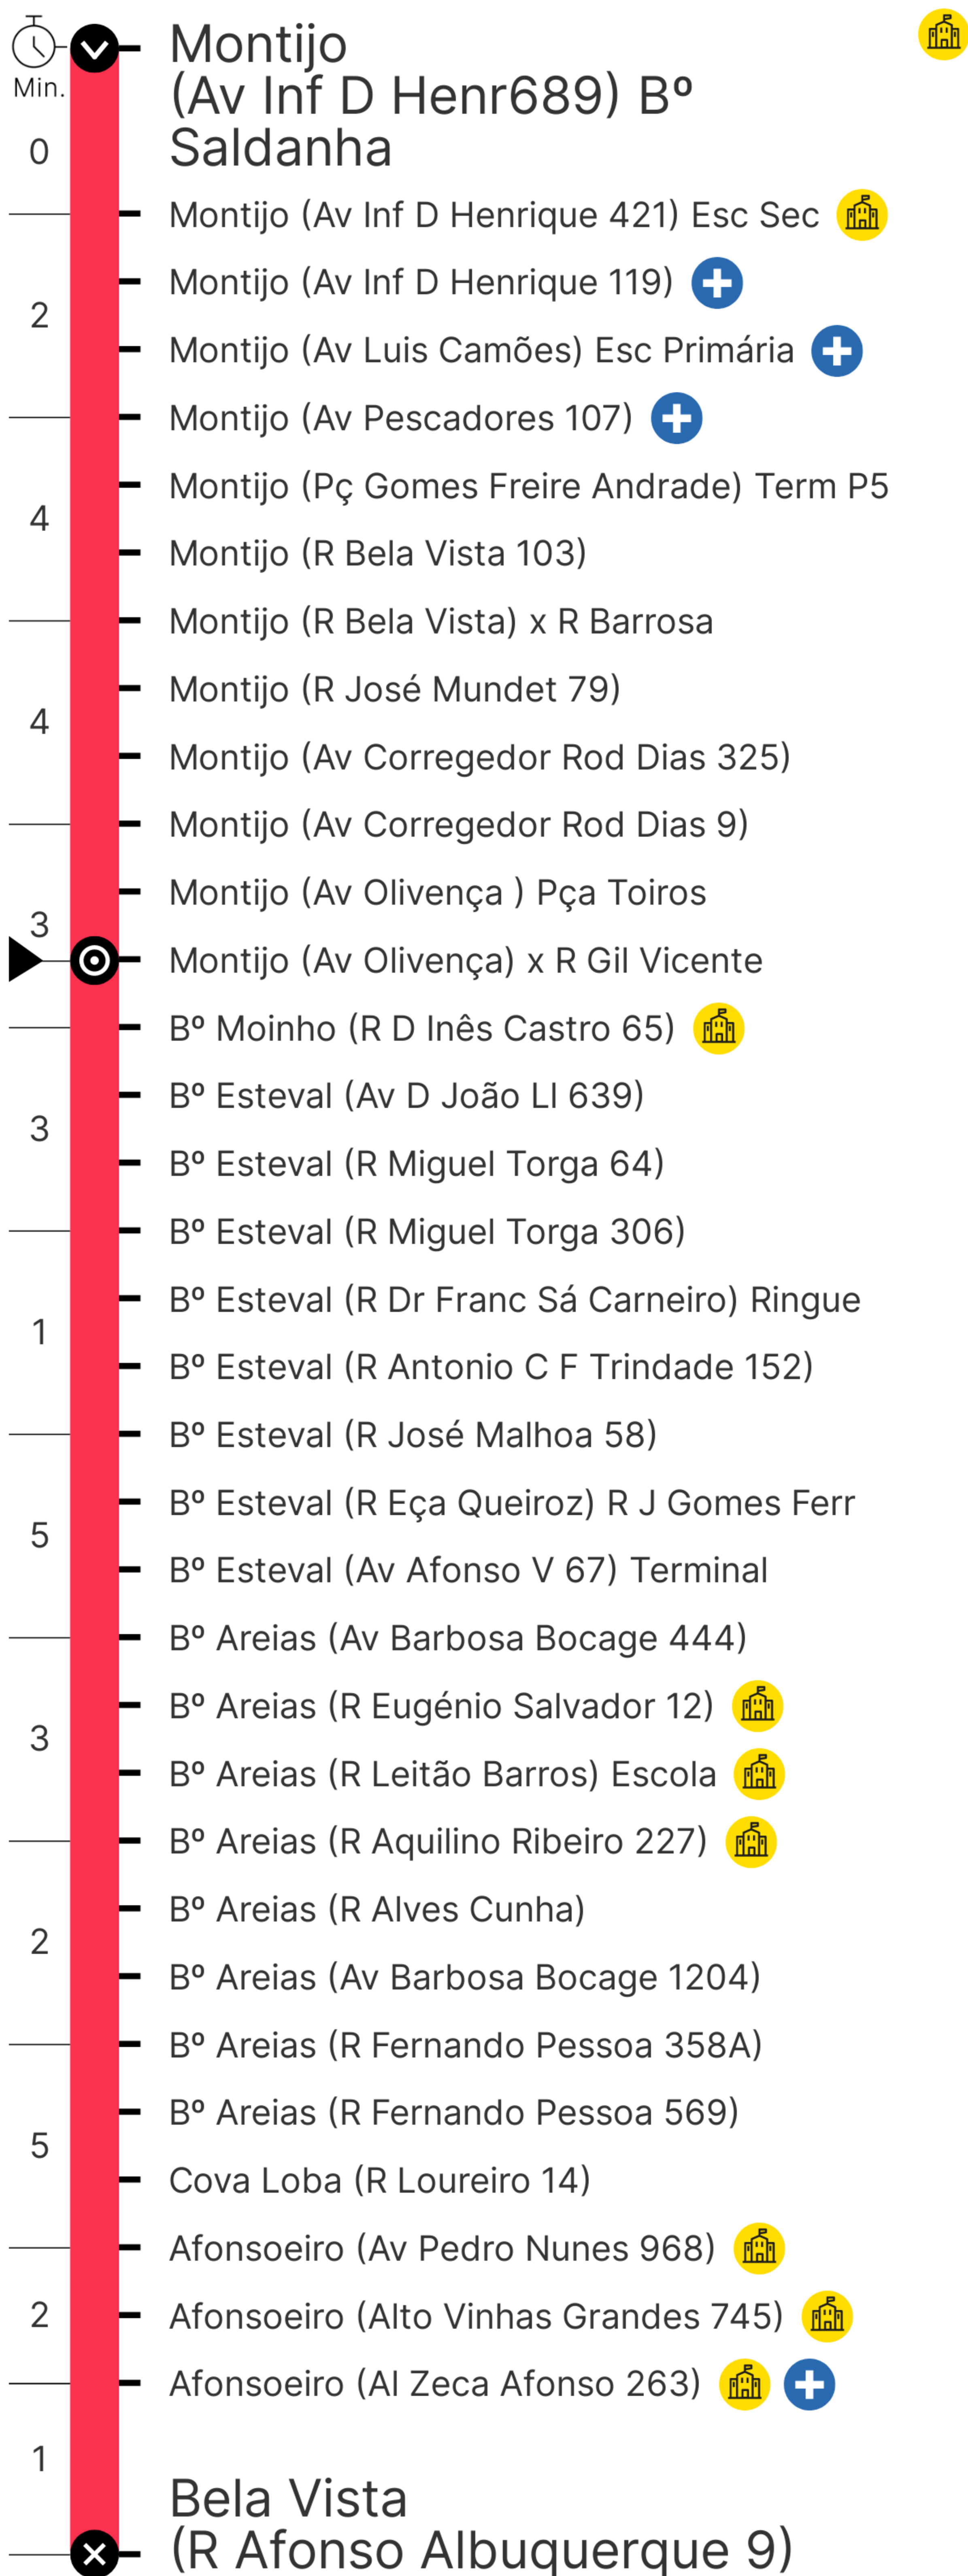 Montijo
(Av Inf D Henr689) Bº
Saldanha
Min.
0
Montijo (Av Inf D Henrique 421) Esc Sec
Montijo (Av Inf D Henrique 119)
2
Montijo (Av Luis Camões) Esc Primária
Montijo (Av Pescadores 107)
Montijo (Pç Gomes Freire Andrade) Term P5
4
Montijo (R Bela Vista 103)
Montijo (R Bela Vista) x R Barrosa
Montijo (R José Mundet 79)
4
Montijo (Av Corregedor Rod Dias 325)
Montijo (Av Corregedor Rod Dias 9)
Montijo (Av Olivença ) Pça Toiros
3
Montijo (Av Olivença) x R Gil Vicente
Bº Moinho (R D Inês Castro 65)
Bº Esteval (Av D João Ll 639)
3
Bº Esteval (R Miguel Torga 64)
Bº Esteval (R Miguel Torga 306)
Bº Esteval (R Dr Franc Sá Carneiro) Ringue
1
Bº Esteval (R Antonio C F Trindade 152)
Bº Esteval (R José Malhoa 58)
Bº Esteval (R Eça Queiroz) R J Gomes Ferr
5
Bº Esteval (Av Afonso V 67) Terminal
Bº Areias (Av Barbosa Bocage 444)
Bº Areias (R Eugénio Salvador 12)
3
Bº Areias (R Leitão Barros) Escola
Bº Areias (R Aquilino Ribeiro 227)
Bº Areias (R Alves Cunha)
2
Bº Areias (Av Barbosa Bocage 1204)
Bº Areias (R Fernando Pessoa 358A)
Bº Areias (R Fernando Pessoa 569)
5
Cova Loba (R Loureiro 14)
Afonsoeiro (Av Pedro Nunes 968)
2
Afonsoeiro (Alto Vinhas Grandes 745)
Afonsoeiro (Al Zeca Afonso 263)
1
Bela Vista
(R Afonso Albuquerque 9)